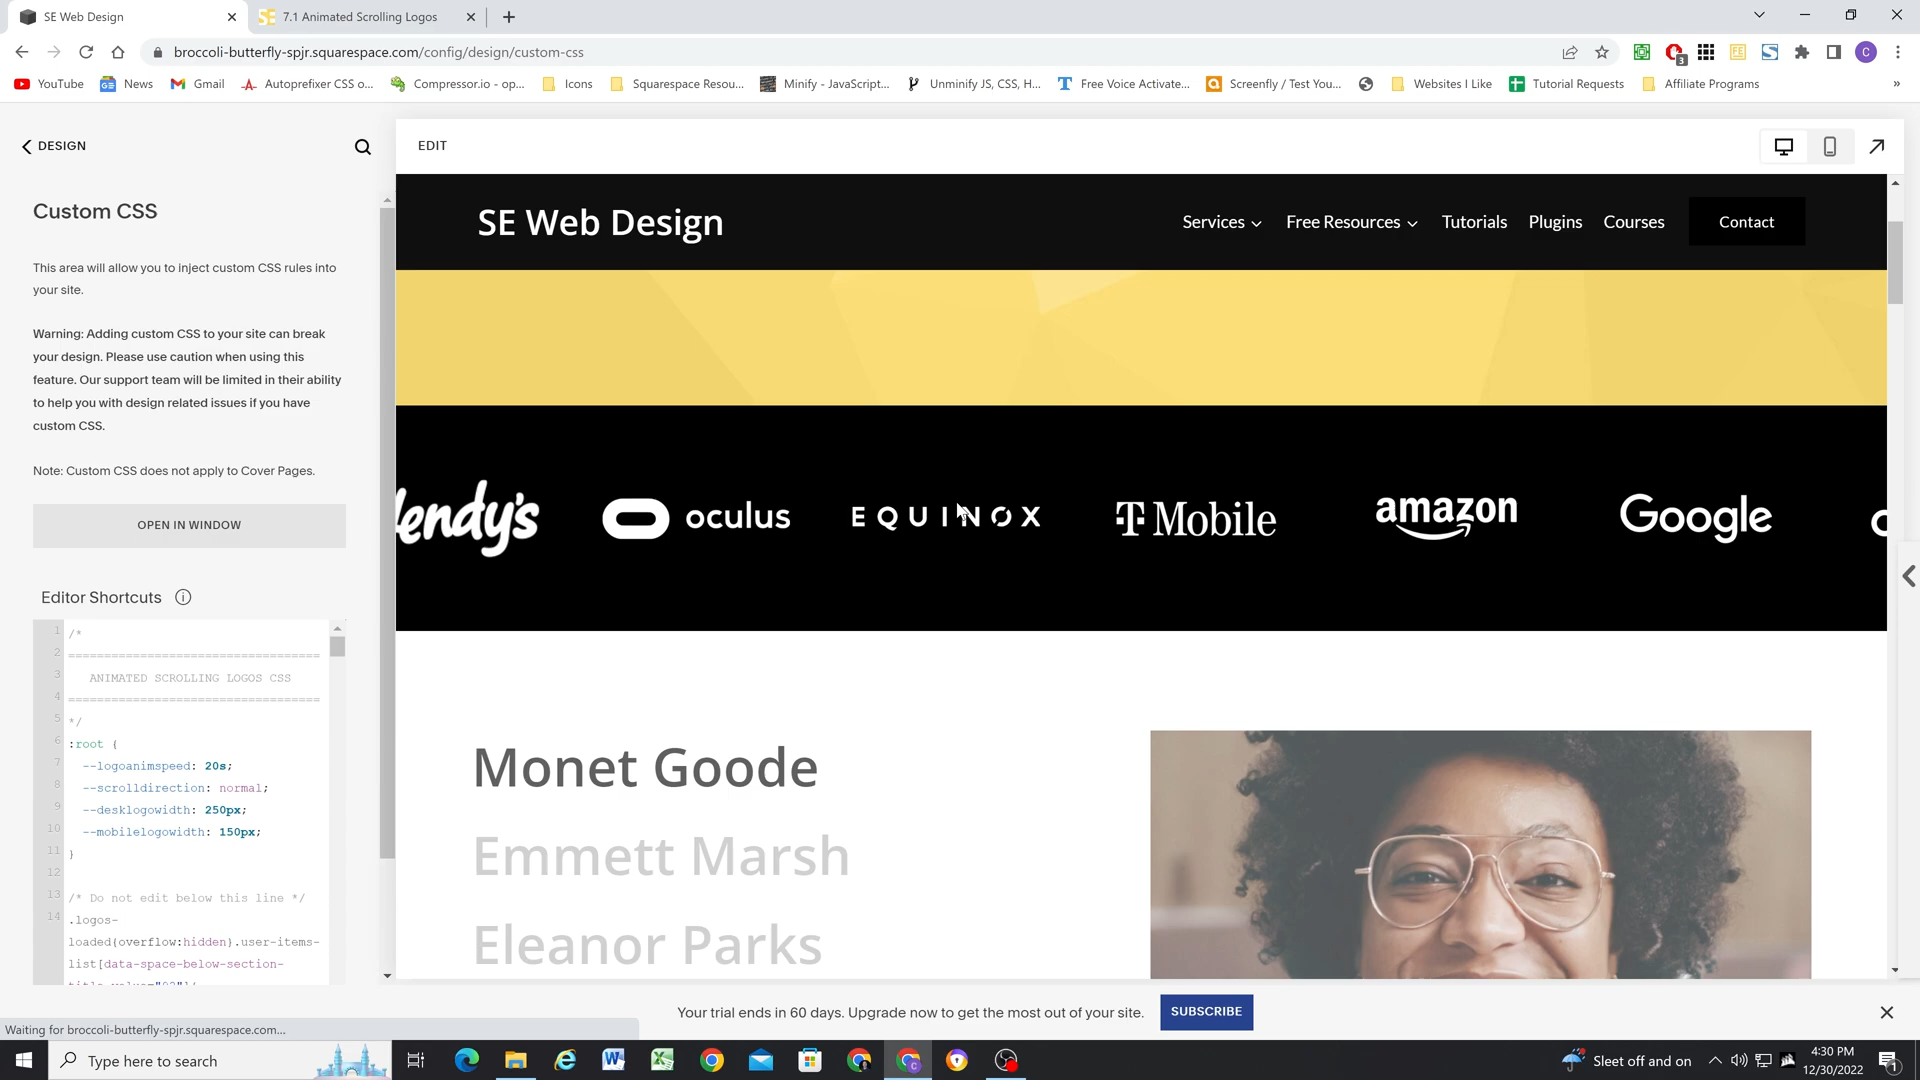 SE Web Design
7.1 Animated Scrolling Logos
broccoli-butterfly-spjr.squarespace.com/config/design/custom-css
YouTube
News
Gmail
Autoprefixer CSS o...
Compressor.io - op...
Icons
Squarespace Resou...
Minify - JavaScript...
Unminify JS, CSS, H...
Free Voice Activate...
Screenfly / Test You...
Websites I Like
Tutorial Requests
Affiliate Programs
DESIGN
EDIT
Custom CSS
This area will allow you to inject custom CSS rules into
your site.
Warning: Adding custom CSS to your site can break
your design. Please use caution when using this
feature. Our support team will be limited in their ability
to help you with design related issues if you have
custom CSS.
Note: Custom CSS does not apply to Cover Pages.
OPEN IN WINDOW
Editor Shortcuts
1 /*
2 ===================================
3 ANIMATED SCROLLING LOGOS CSS
4 ===================================
5 */
6 :root {
7 --logoanimspeed: 20s;
8 --scrolldirection: normal;
9 --desklogowidth: 250px;
10 --mobilelogowidth: 150px;
11 }
12
13 /* Do not edit below this line */
14 .logos-
loaded{overflow:hidden}.user-items-
list[data-space-below-section-
SE Web Design
Services
Free Resources
Tutorials
Plugins
Courses
Contact
endy's
oculus
EQUINOX
T Mobile
amazon
Google
Monet Goode
Emmett Marsh
Eleanor Parks
Your trial ends in 60 days. Upgrade now to get the most out of your site.
SUBSCRIBE
Waiting for broccoli-butterfly-spjr.squarespace.com...
Type here to search
Sleet off and on
4:30 PM
12/30/2022